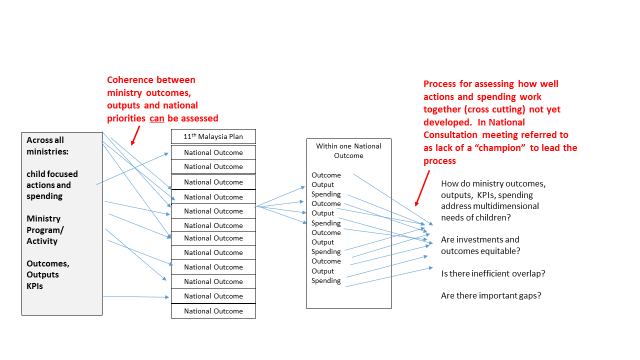 Coherence between
ministry outcomes,
outputs and national
priorities can be assessed
Across all
ministries:
child focused
actions and
spending
Ministry
Program/
Activity
Outcomes,
Outputs
KPIs
11th Malaysia Plan
National Outcome
National Outcome
National Outcome
National Outcome
National Outcome
National Outcome
National Outcome
National Outcome
National Outcome
National Outcome
National Outcome
National Outcome
Within one National
Outcome
Outcome
Output
Spending
Outcome
Output
Spending
Outcome
Output
Spending
Outcome
Output
Spending
Process for assessing how well
actions and spending work
together (cross cutting) not yet
developed. In National
Consultation meeting referred to
as lack of a “champion” to lead the
process
How do ministry outcomes,
outputs, KPIs, spending
address multidimensional
needs of children?
Are investments and
outcomes equitable?
Is there inefficient overlap?
Are there important gaps?